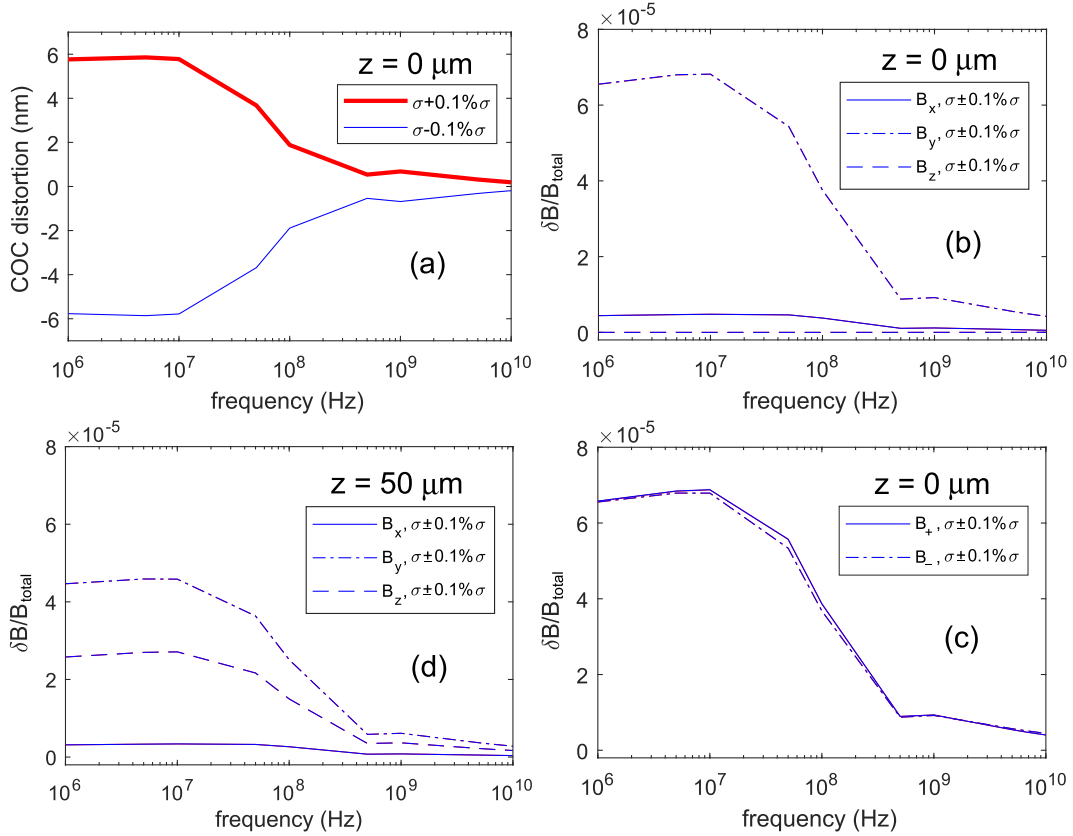 z = 0 μm
σ+0.1%σ
σ-0.1%σ
COC distortion (nm)
6
4
2
0
-2
-4
-6
(a)
10^6 10^7 10^8 10^9 10^10
frequency (Hz)
×10^-5
z = 0 μm
B_x, σ±0.1%σ
B_y, σ±0.1%σ
B_z, σ±0.1%σ
δB/B_total
8
6
4
2
0
(b)
10^6 10^7 10^8 10^9 10^10
frequency (Hz)
×10^-5
z = 50 μm
B_x, σ±0.1%σ
B_y, σ±0.1%σ
B_z, σ±0.1%σ
δB/B_total
8
6
4
2
0
(d)
10^6 10^7 10^8 10^9 10^10
frequency (Hz)
×10^-5
z = 0 μm
B_+, σ±0.1%σ
B_−, σ±0.1%σ
δB/B_total
8
6
4
2
0
(c)
10^6 10^7 10^8 10^9 10^10
frequency (Hz)